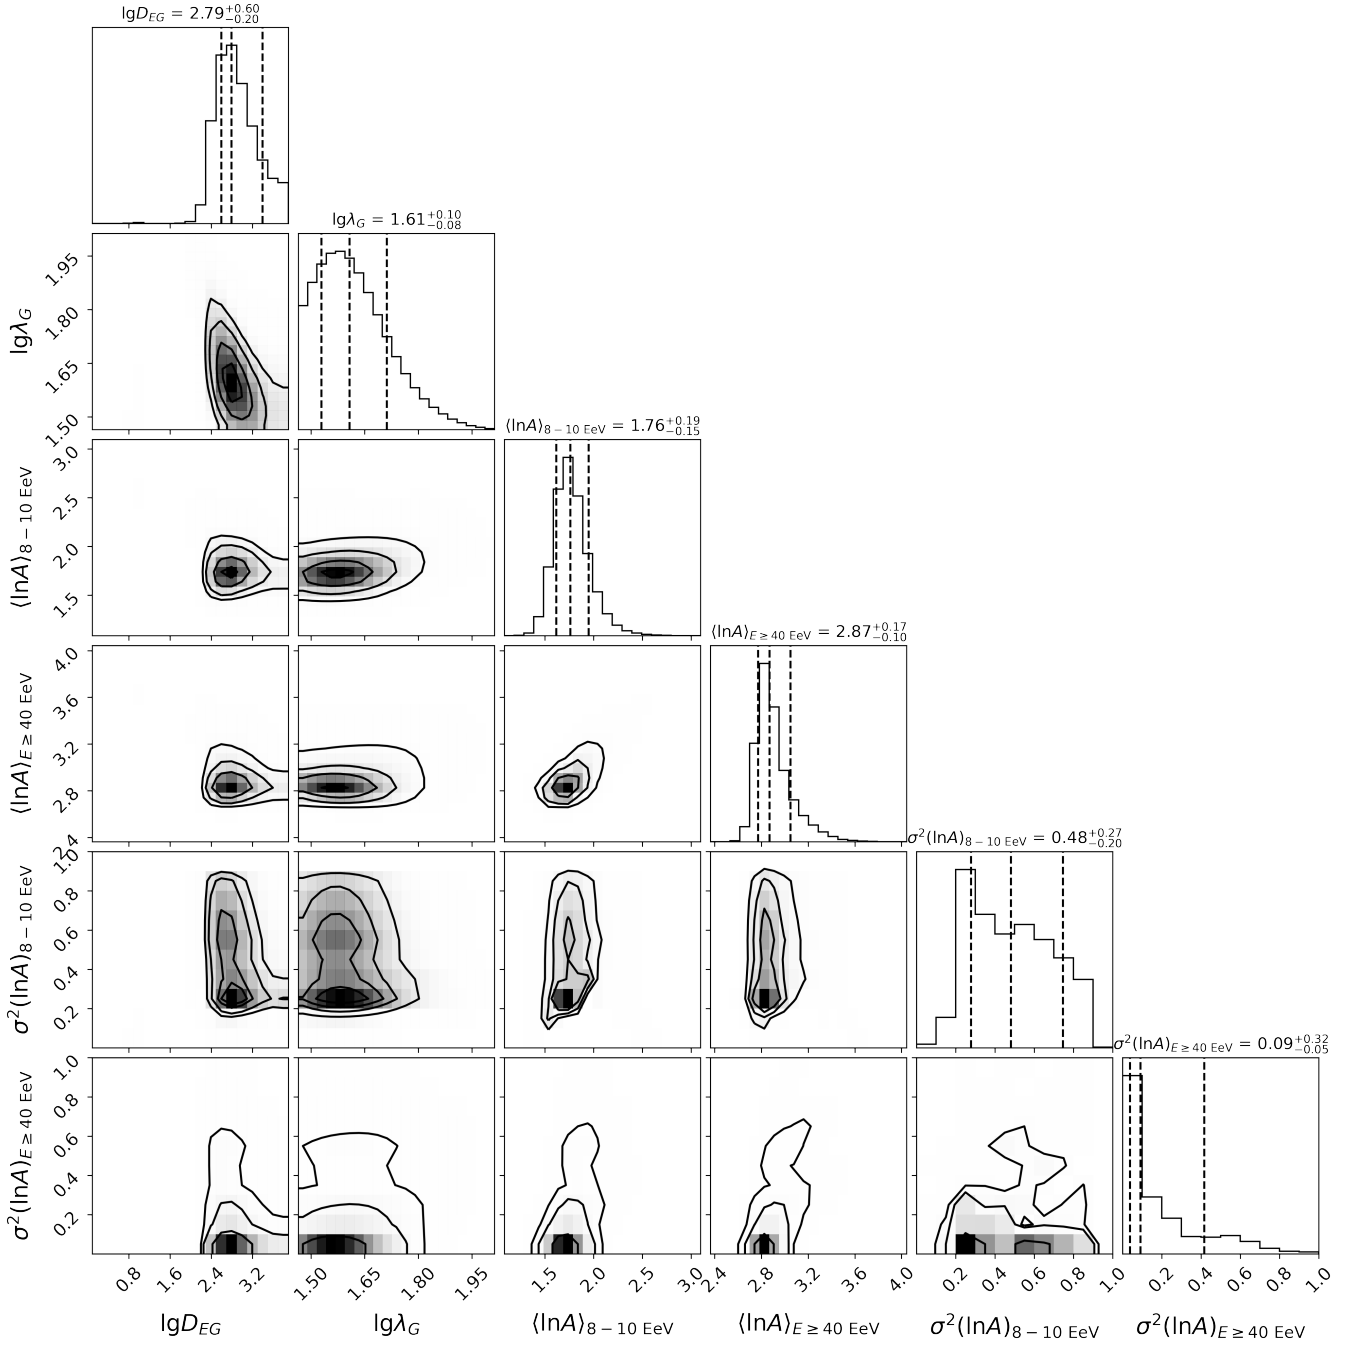 lgD_EG = 2.79^{+0.60}_{−0.20}
lgλ_G = 1.61^{+0.10}_{−0.08}
1.95
1.80
1.65
1.50
lgλ_G
⟨lnA⟩_{8−10 EeV} = 1.76^{+0.19}_{−0.15}
3.0
2.5
2.0
1.5
⟨lnA⟩_{8−10 EeV}
⟨lnA⟩_{E≥40 EeV} = 2.87^{+0.17}_{−0.10}
4.0
3.6
3.2
2.8
2.4
⟨lnA⟩_{E≥40 EeV}
σ²(lnA)_{8−10 EeV} = 0.48^{+0.27}_{−0.20}
1.0
0.8
0.6
0.4
0.2
σ²(lnA)_{8−10 EeV}
σ²(lnA)_{E≥40 EeV} = 0.09^{+0.32}_{−0.05}
1.0
0.8
0.6
0.4
0.2
σ²(lnA)_{E≥40 EeV}
0.8 1.6 2.4 3.2
1.50 1.65 1.80 1.95
1.5 2.0 2.5 3.0
2.4 2.8 3.2 3.6 4.0
0.2 0.4 0.6 0.8 1.0
0.2 0.4 0.6 0.8 1.0
lgD_EG
lgλ_G
⟨lnA⟩_{8−10 EeV}
⟨lnA⟩_{E≥40 EeV}
σ²(lnA)_{8−10 EeV}
σ²(lnA)_{E≥40 EeV}